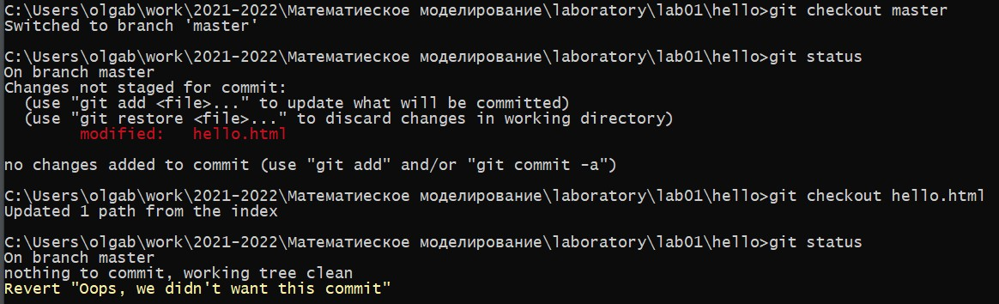 C:\Users\olgab\work\2021-2022\Математиеское моделирование\laboratory\lab01\hello>git checkout master
Switched to branch 'master'
C:\Users\olgab\work\2021-2022\Математиеское моделирование\laboratory\lab01\hello>git status
On branch master
Changes not staged for commit:
  (use "git add <file>..." to update what will be committed)
  (use "git restore <file>..." to discard changes in working directory)
        modified:   hello.html
no changes added to commit (use "git add" and/or "git commit -a")
C:\Users\olgab\work\2021-2022\Математиеское моделирование\laboratory\lab01\hello>git checkout hello.html
Updated 1 path from the index
C:\Users\olgab\work\2021-2022\Математиеское моделирование\laboratory\lab01\hello>git status
On branch master
nothing to commit, working tree clean
Revert "Oops, we didn't want this commit"